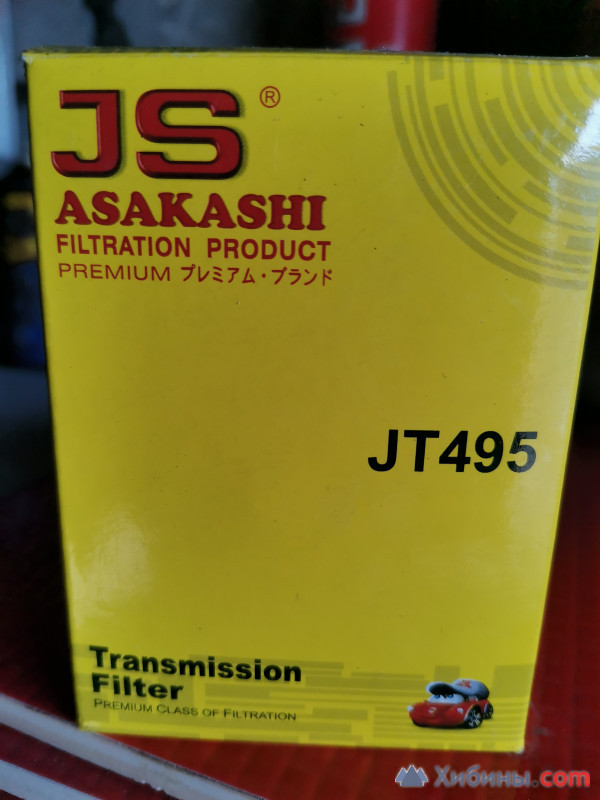 JS®
ASAKASHI
FILTRATION PRODUCT
PREMIUM プレミアム・ブランド
JT495
Transmission
Filter
PREMIUM CLASS OF FILTRATION
Хибины.com